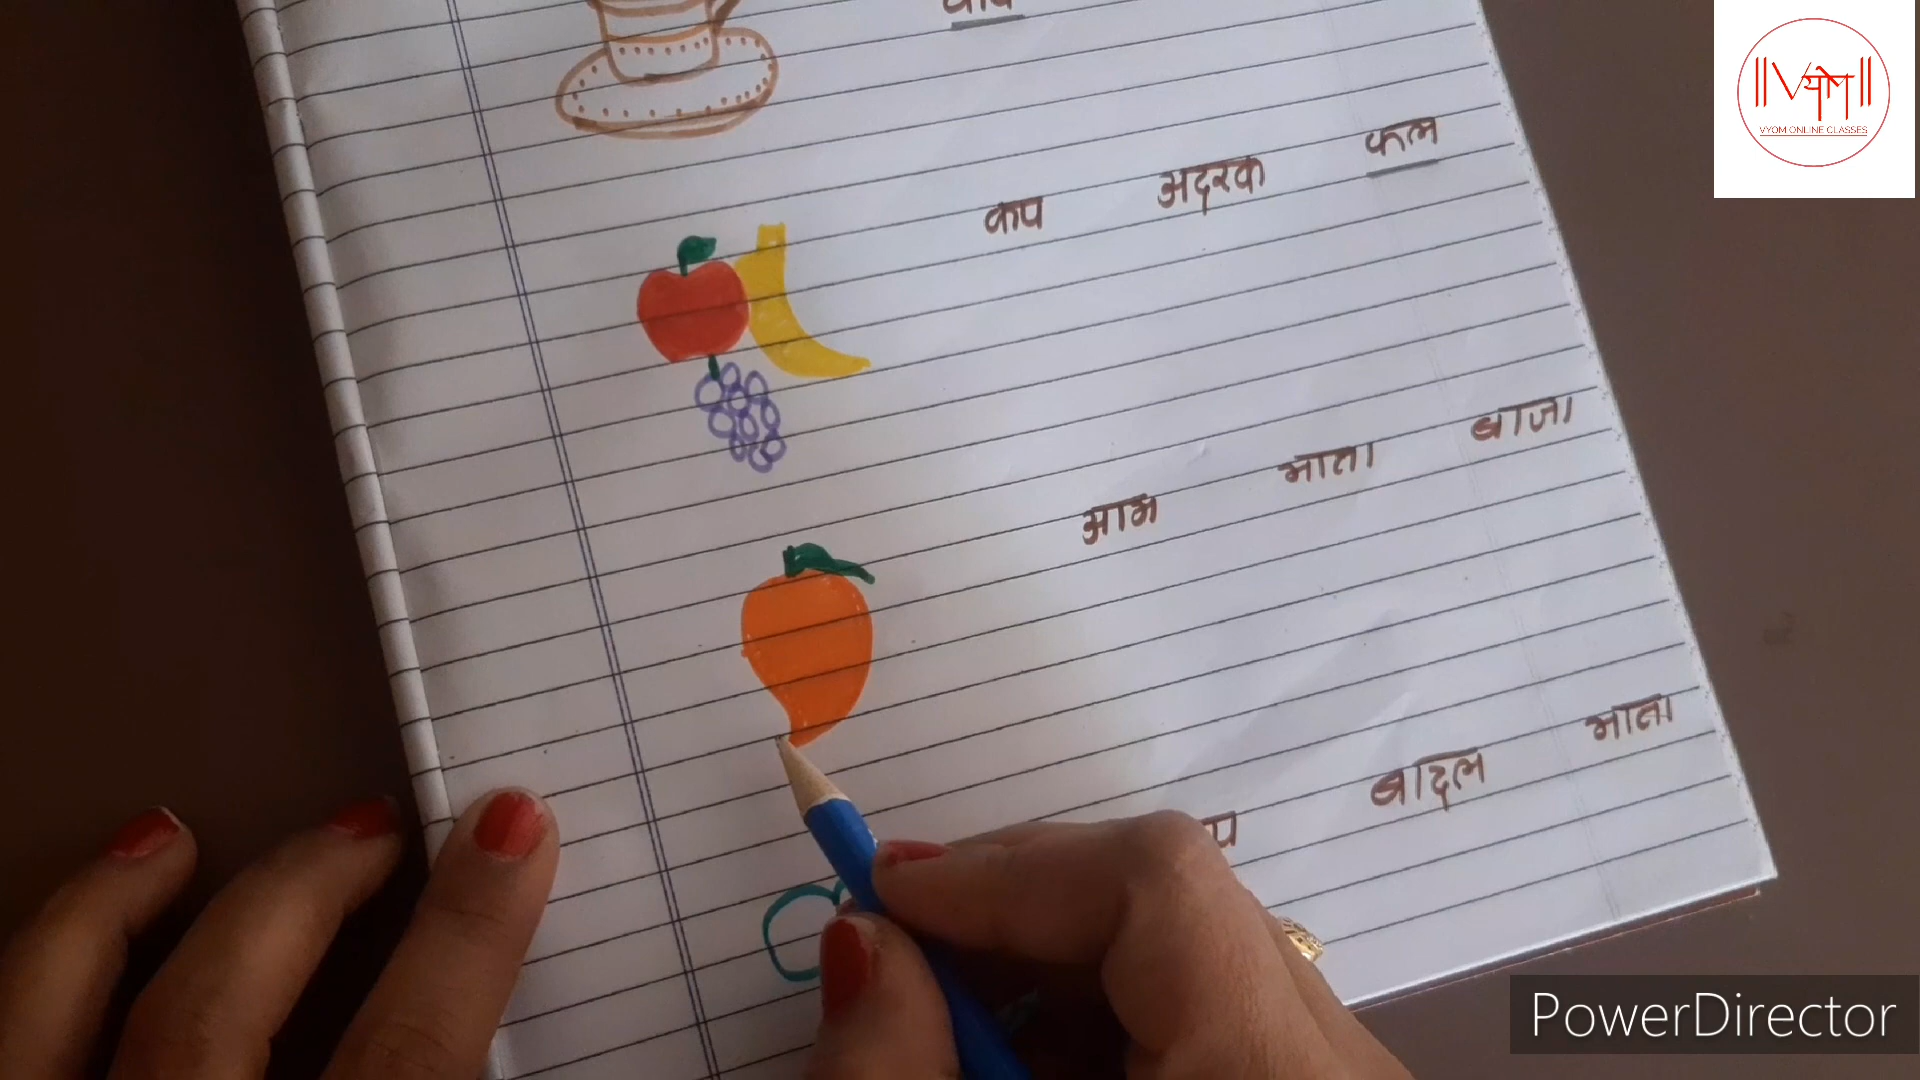 ||व्योम||
VYOM ONLINE CLASSES
कप अदरक फल
आम माला बाजा
बादल माला
PowerDirector